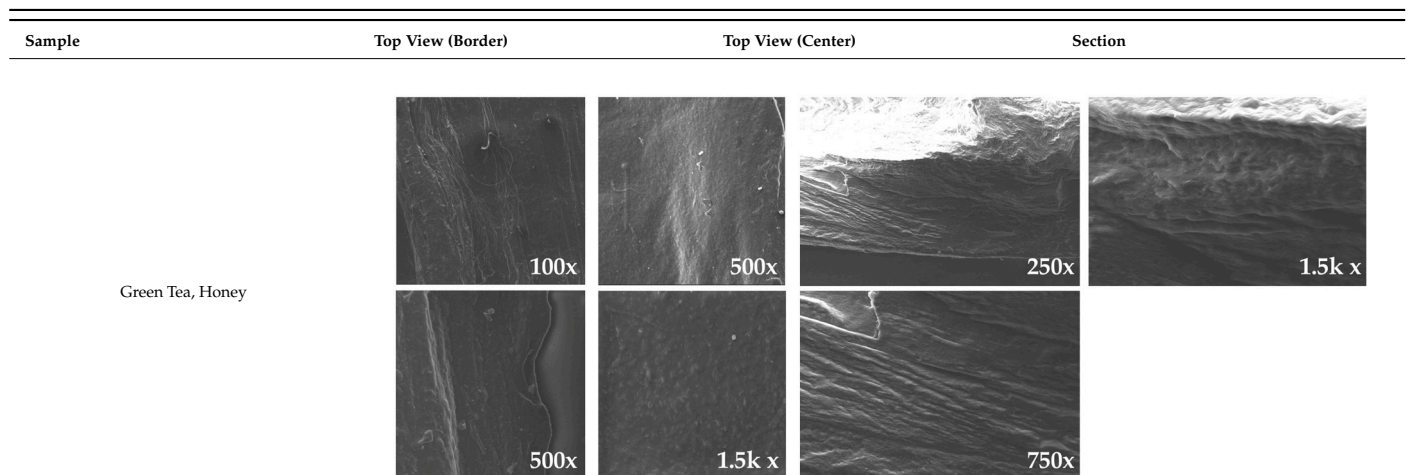 Sample Top View (Border) Top View (Center) Section
100x 500x 250x 1.5k x
Green Tea, Honey
500x 1.5k x 750x